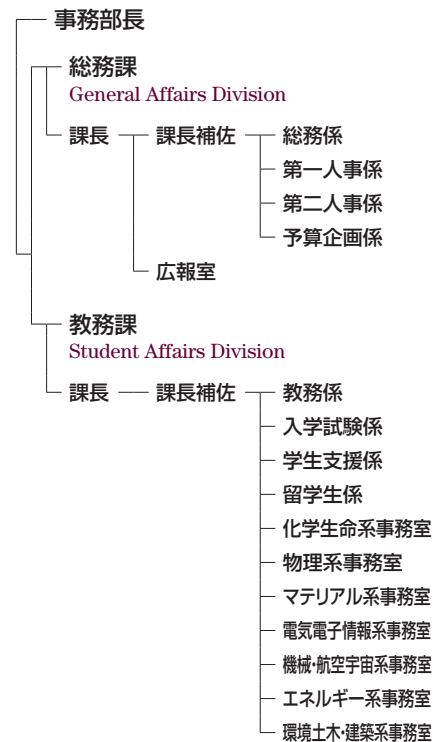 事務部長
総務課
General Affairs Division
課長 課長補佐 総務係
第一人事係
第二人事係
予算企画係
広報室
教務課
Student Affairs Division
課長 課長補佐 教務係
入学試験係
学生支援係
留学生係
化学生命系事務室
物理系事務室
マテリアル系事務室
電気電子情報系事務室
機械・航空宇宙系事務室
エネルギー系事務室
環境土木・建築系事務室